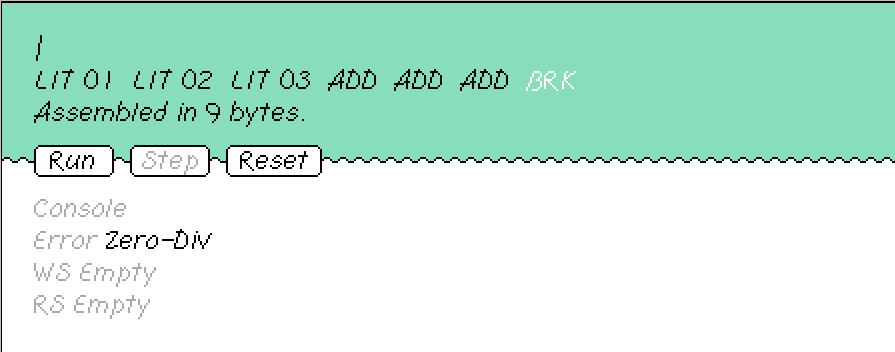 LIT 01 LIT 02 LIT 03 ADD ADD ADD BRK
Assembled in 9 bytes.
Run Step Reset
Console
Error Zero-Div
WS Empty
RS Empty